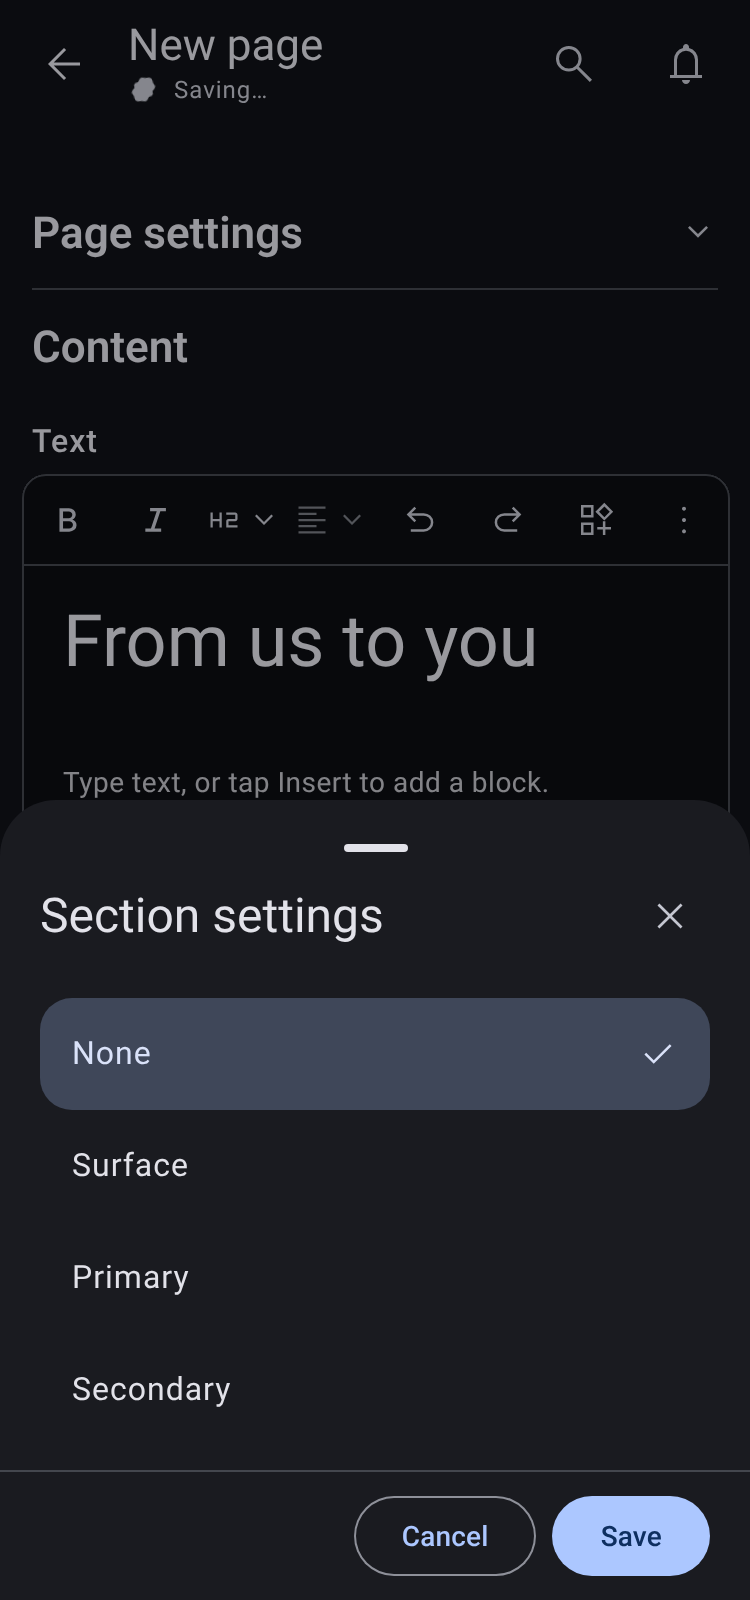 New page
Saving…
Page settings
Content
Text
B I H2
From us to you
Type text, or tap Insert to add a block.
Section settings
None
Surface
Primary
Secondary
Cancel Save